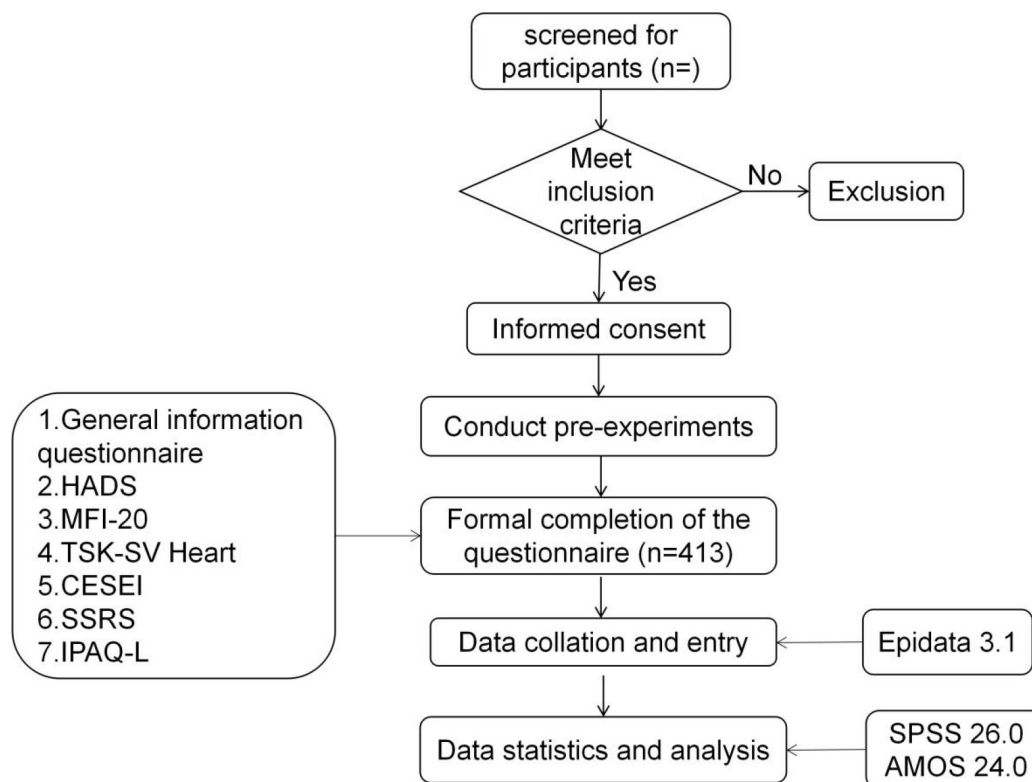 screened for
participants (n=)
Meet
inclusion
criteria
No
Exclusion
Yes
Informed consent
Conduct pre-experiments
1.General information
questionnaire
2.HADS
3.MFI-20
4.TSK-SV Heart
5.CESEI
6.SSRS
7.IPAQ-L
Formal completion of the
questionnaire (n=413)
Data collation and entry
Epidata 3.1
Data statistics and analysis
SPSS 26.0
AMOS 24.0